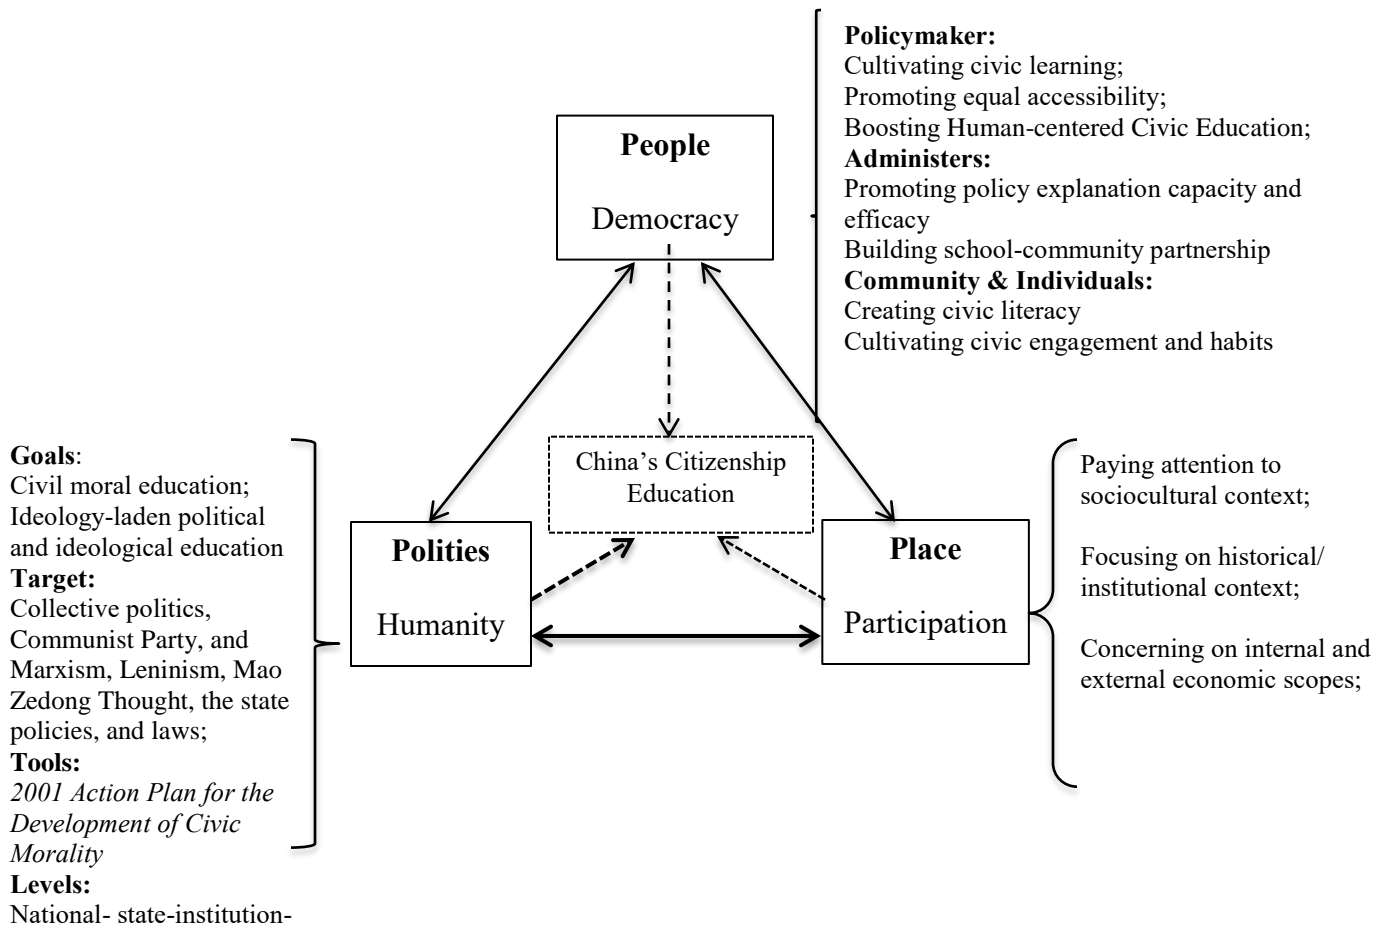 Policymaker:
Cultivating civic learning;
Promoting equal accessibility;
Boosting Human-centered Civic Education;
Administers:
Promoting policy explanation capacity and
efficacy
Building school-community partnership
Community & Individuals:
Creating civic literacy
Cultivating civic engagement and habits
People
Democracy
China’s Citizenship
Education
Polities
Humanity
Place
Participation
Goals:
Civil moral education;
Ideology-laden political
and ideological education
Target:
Collective politics,
Communist Party, and
Marxism, Leninism, Mao
Zedong Thought, the state
policies, and laws;
Tools:
2001 Action Plan for the
Development of Civic
Morality
Levels:
National- state-institution-
Paying attention to
sociocultural context;
Focusing on historical/
institutional context;
Concerning on internal and
external economic scopes;